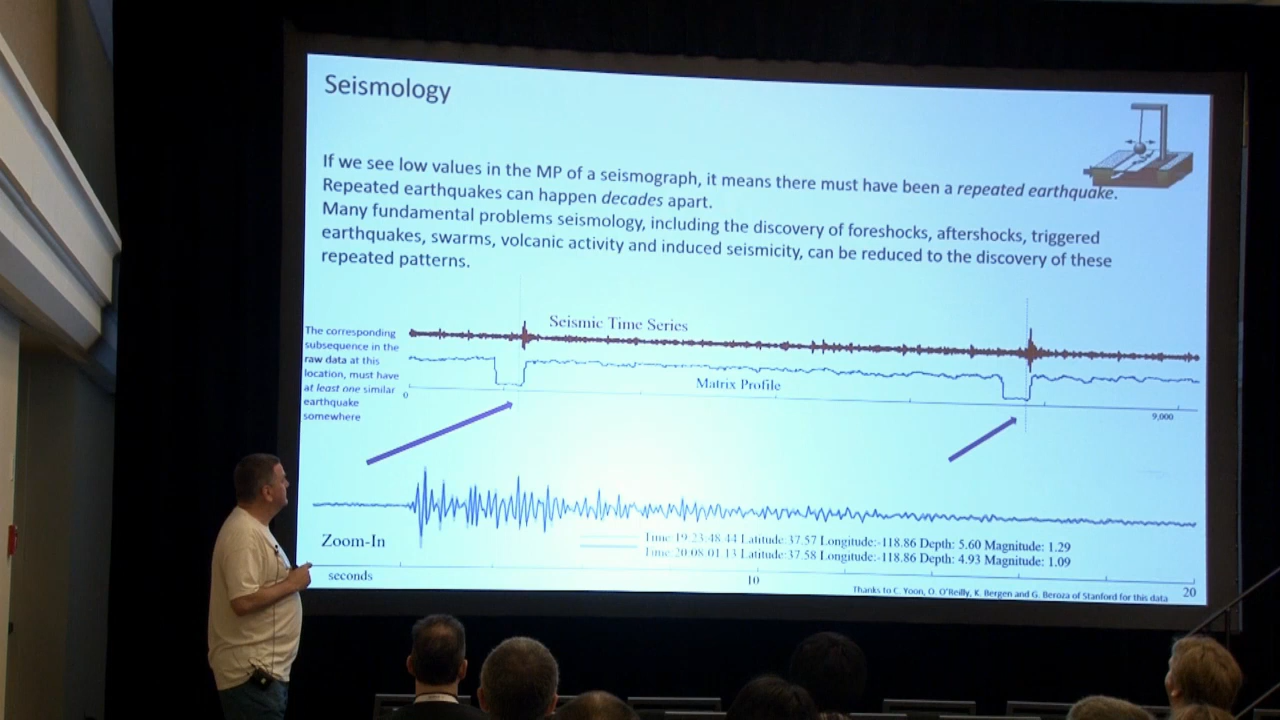 Seismology
If we see low values in the MP of a seismograph, it means there must have been a repeated earthquake.
Repeated earthquakes can happen decades apart.
Many fundamental problems seismology, including the discovery of foreshocks, aftershocks, triggered
earthquakes, swarms, volcanic activity and induced seismicity, can be reduced to the discovery of these
repeated patterns.
The corresponding
subsequence in the
raw data at this
location, must have
at least one similar
earthquake
somewhere
Seismic Time Series
Matrix Profile
0
9,000
Zoom-In
Time:19:23:48.44 Latitude:37.57 Longitude:-118.86 Depth: 5.60 Magnitude: 1.29
Time:20:08:01.13 Latitude:37.58 Longitude:-118.86 Depth: 4.93 Magnitude: 1.09
seconds
10
20
Thanks to C. Yoon, O. O'Reilly, K. Bergen and G. Beroza of Stanford for this data